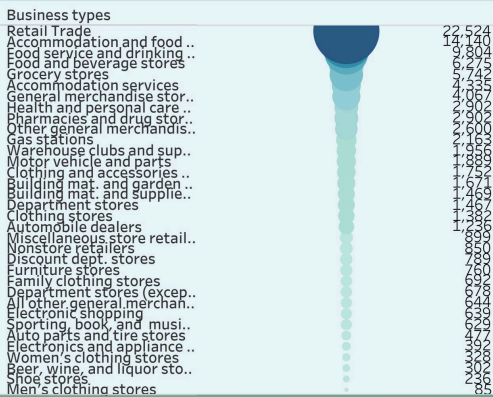 Business types
Retail Trade 22,524
Accommodation and food .. 14,140
Food service and drinking .. 9,804
Food and beverage stores 6,275
Grocery stores 5,742
Accommodation services 4,335
General merchandise stor.. 4,067
Health and personal care .. 2,902
Pharmacies and drug stor.. 2,902
Other general merchandis.. 2,600
Gas stations 2,163
Warehouse clubs and sup.. 1,956
Motor vehicle and parts 1,889
Clothing and accessories .. 1,752
Building mat. and garden .. 1,671
Building mat. and supplie.. 1,469
Department stores 1,467
Clothing stores 1,382
Automobile dealers 1,236
Miscellaneous store retail.. 899
Nonstore retailers 850
Discount dept. stores 789
Furniture stores 760
Family clothing stores 692
Department stores (excep.. 678
All other general merchan.. 644
Electronic shopping 639
Sporting, book, and musi.. 629
Auto parts and tire stores 477
Electronics and appliance .. 392
Women's clothing stores 328
Beer, wine, and liquor sto.. 302
Shoe stores 236
Men's clothing stores 85